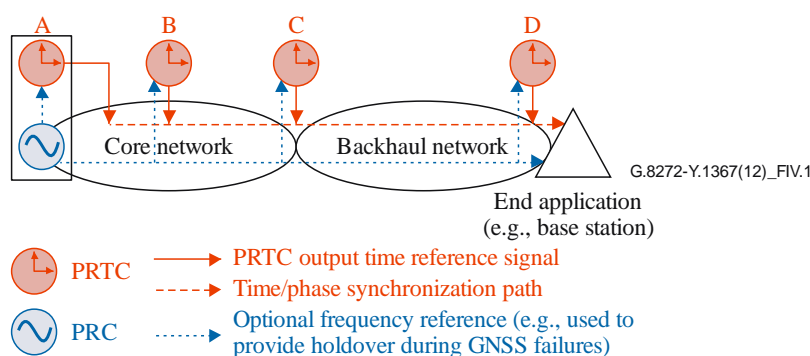 A B C D
Core network
Backhaul network
G.8272-Y.1367(12)_FIV.1
End application
(e.g., base station)
PRTC
PRTC output time reference signal
Time/phase synchronization path
PRC
Optional frequency reference (e.g., used to
provide holdover during GNSS failures)